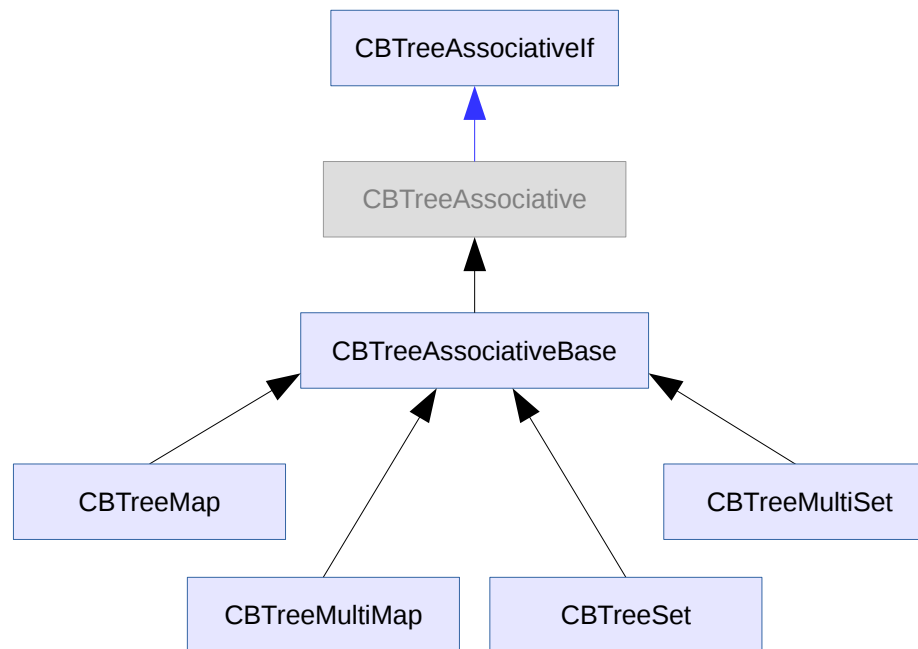 CBTreeAssociativeIf
CBTreeAssociative
CBTreeAssociativeBase
CBTreeMap
CBTreeMultiSet
CBTreeMultiMap
CBTreeSet